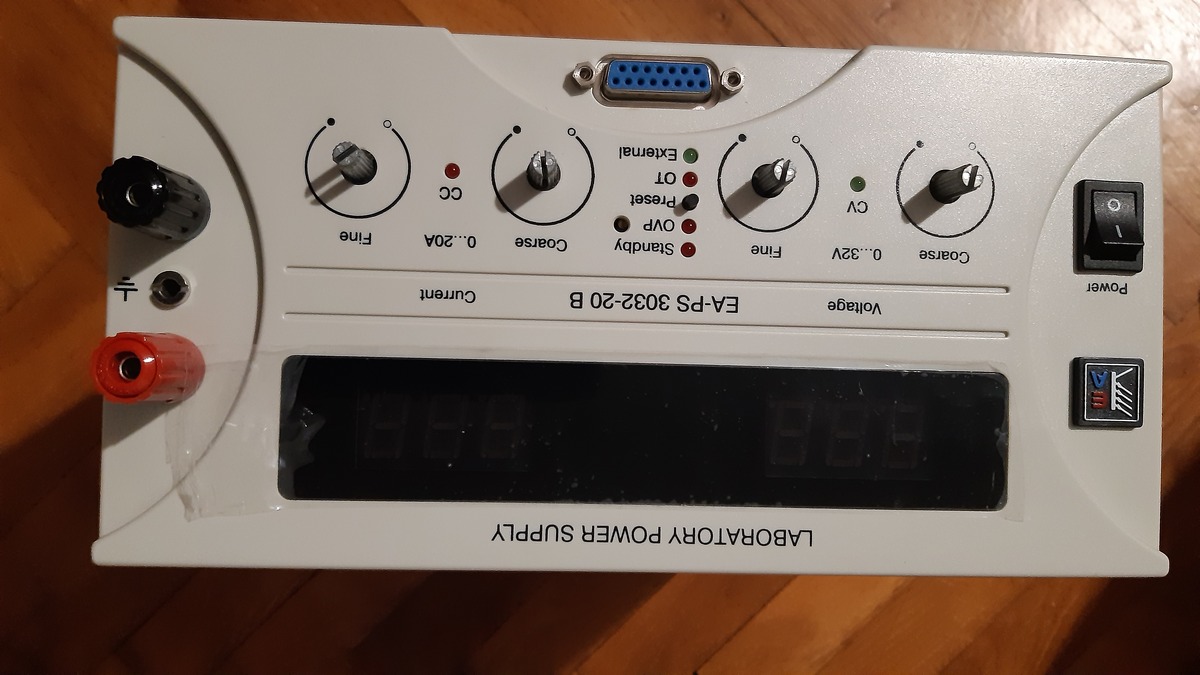 LABORATORY POWER SUPPLY
EA
Voltage
EA-PS 3032-20 B
Current
Power
Coarse
0...32V
Fine
Standby
OVP
Preset
OT
External
Coarse
0...20A
Fine
CV
CC
I
O